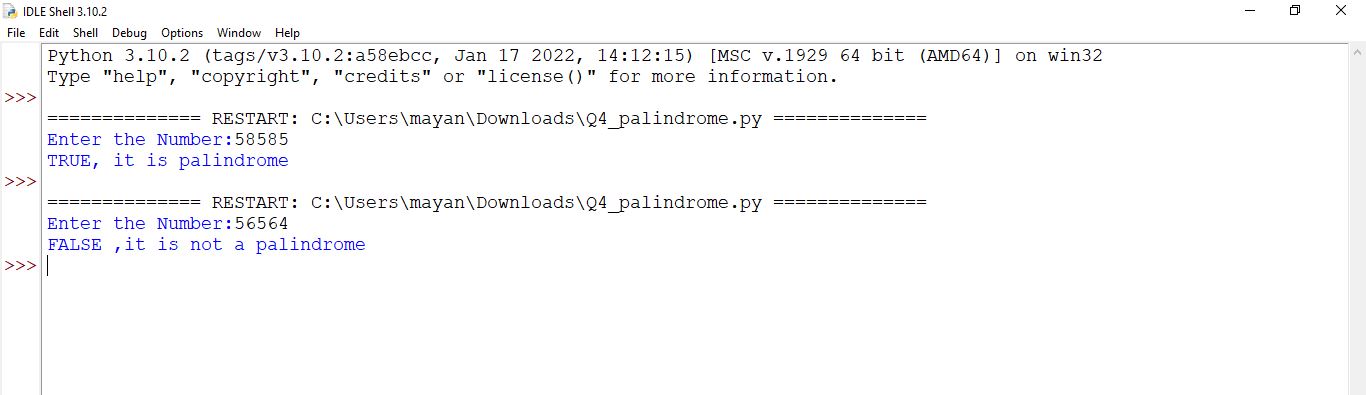 IDLE Shell 3.10.2
File Edit Shell Debug Options Window Help
Python 3.10.2 (tags/v3.10.2:a58ebcc, Jan 17 2022, 14:12:15) [MSC v.1929 64 bit (AMD64)] on win32
Type "help", "copyright", "credits" or "license()" for more information.
>>>
============== RESTART: C:\Users\mayan\Downloads\Q4_palindrome.py ==============
Enter the Number:58585
TRUE, it is palindrome
>>>
============== RESTART: C:\Users\mayan\Downloads\Q4_palindrome.py ==============
Enter the Number:56564
FALSE ,it is not a palindrome
>>>